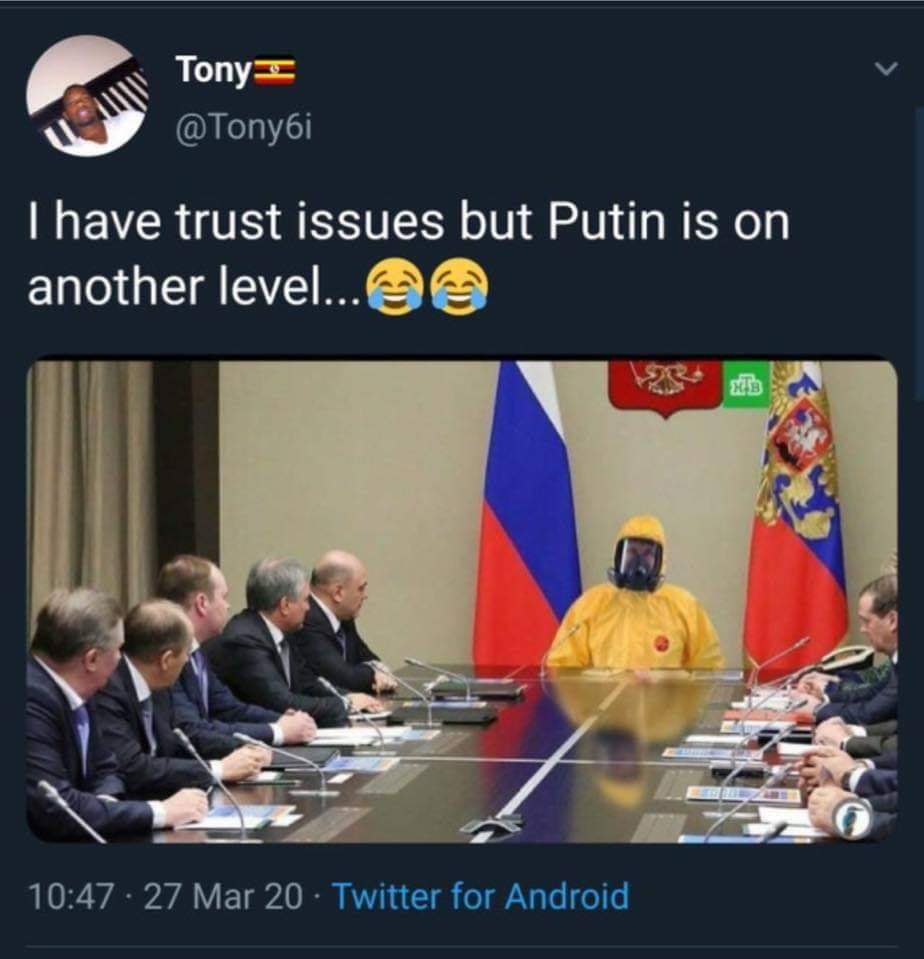 Tony🇺🇬
@Tony6i
I have trust issues but Putin is on
another level...😂😂
НТВ
10:47 · 27 Mar 20 · Twitter for Android